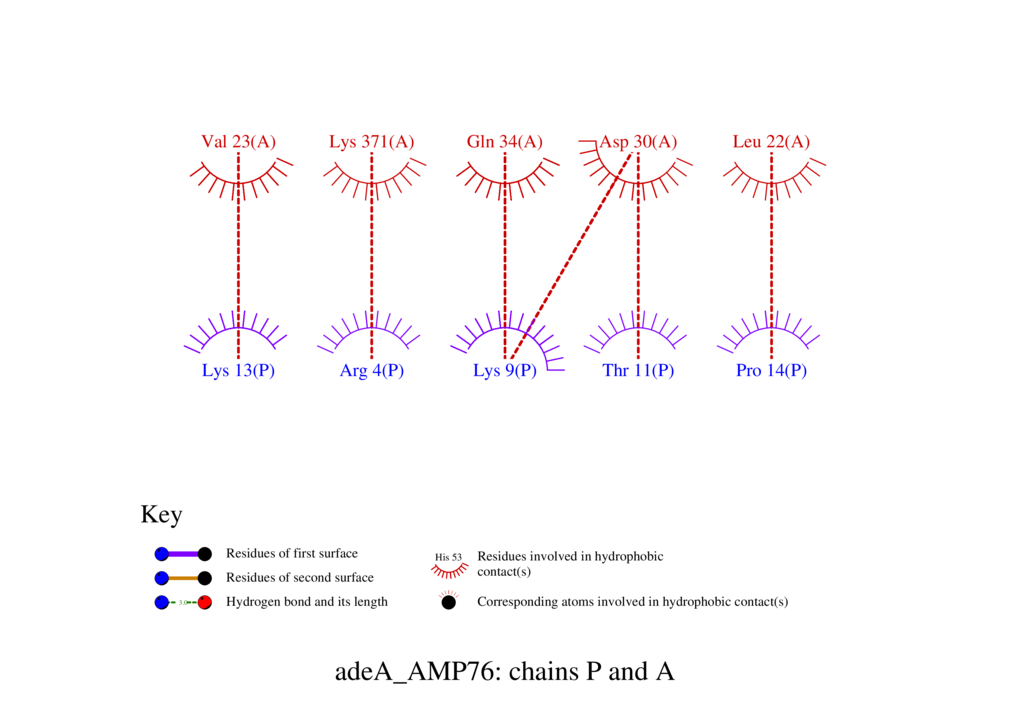 Val 23(A) Lys 371(A) Gln 34(A) Asp 30(A) Leu 22(A)
Lys 13(P) Arg 4(P) Lys 9(P) Thr 11(P) Pro 14(P)
Key
Residues of first surface
Residues of second surface
3.0
Hydrogen bond and its length
His 53
Residues involved in hydrophobic
contact(s)
Corresponding atoms involved in hydrophobic contact(s)
adeA_AMP76: chains P and A